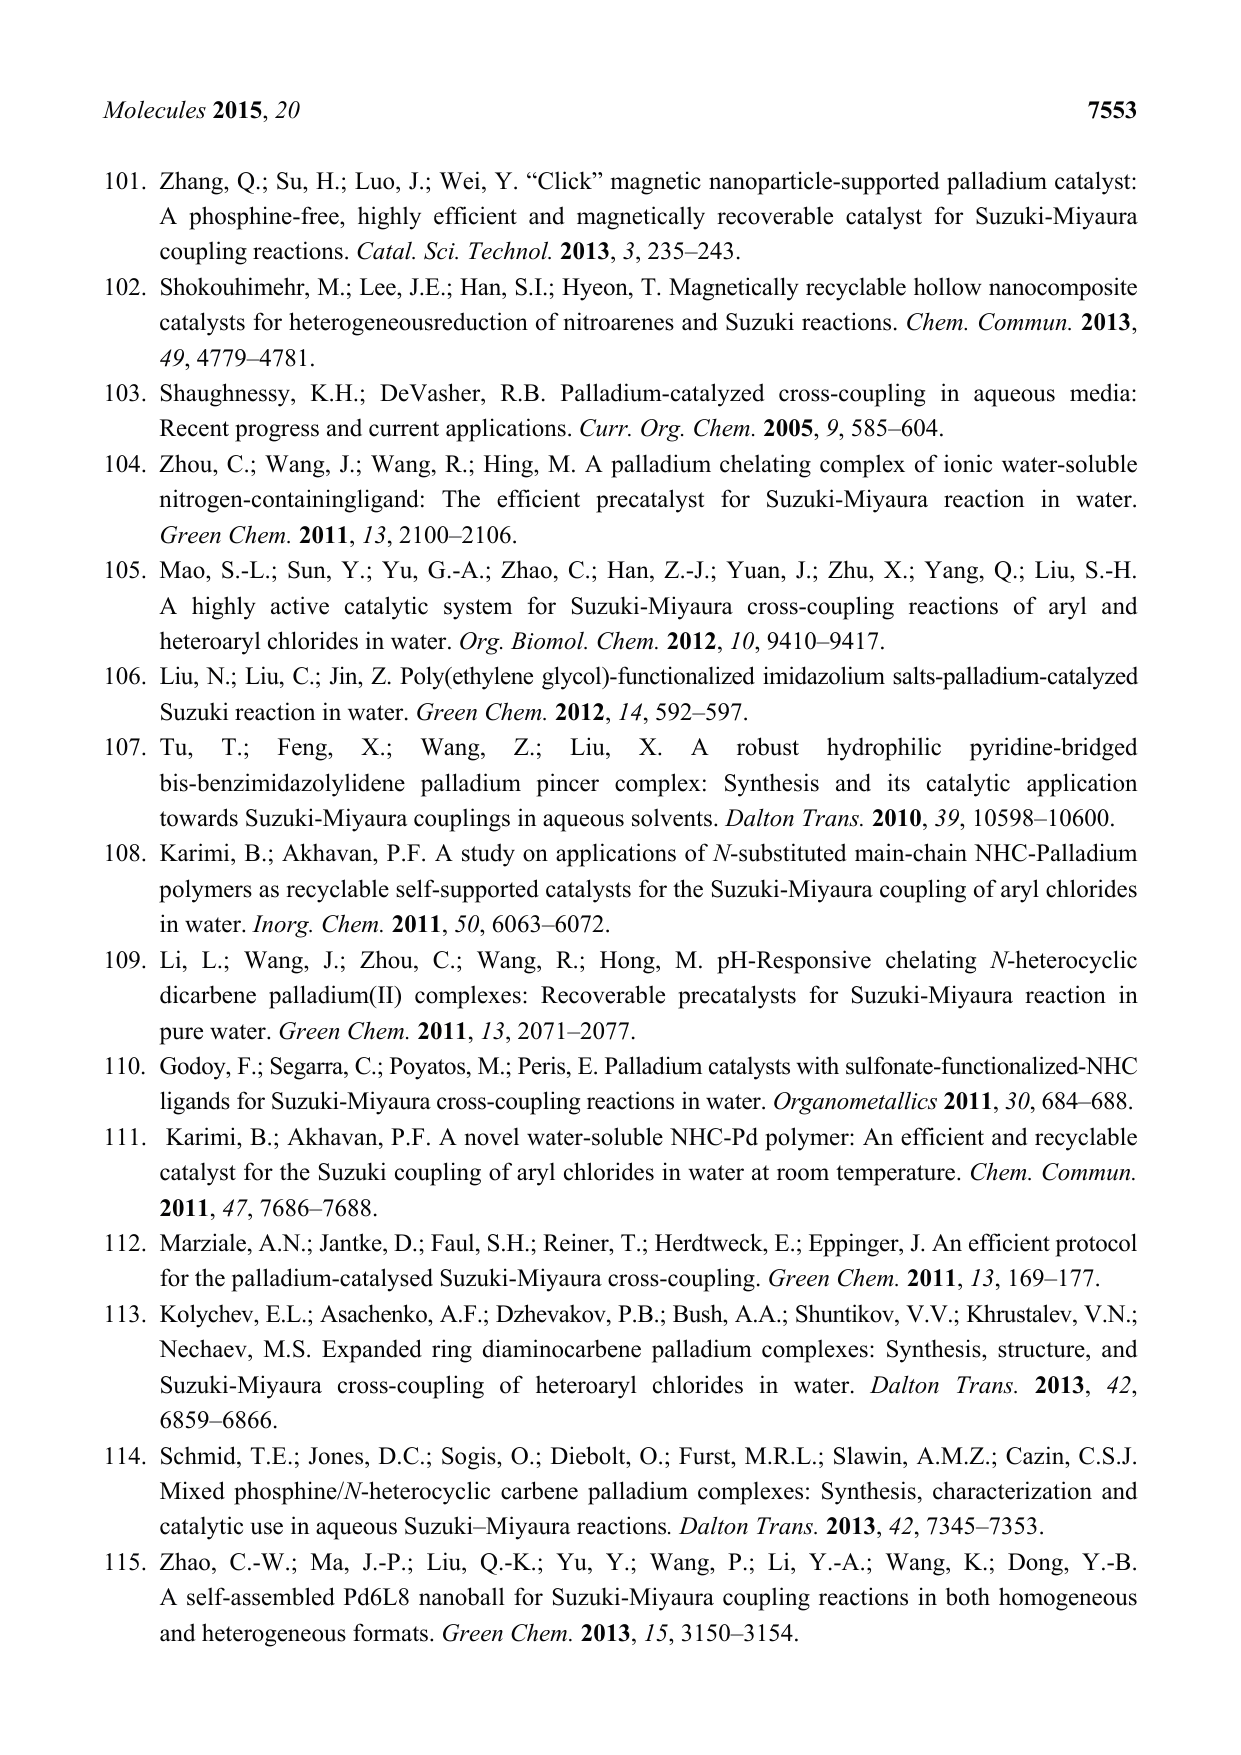 Molecules 2015, 20 7553
101. Zhang, Q.; Su, H.; Luo, J.; Wei, Y. “Click” magnetic nanoparticle-supported palladium catalyst:
A phosphine-free, highly efficient and magnetically recoverable catalyst for Suzuki-Miyaura
coupling reactions. Catal. Sci. Technol. 2013, 3, 235–243.
102. Shokouhimehr, M.; Lee, J.E.; Han, S.I.; Hyeon, T. Magnetically recyclable hollow nanocomposite
catalysts for heterogeneousreduction of nitroarenes and Suzuki reactions. Chem. Commun. 2013,
49, 4779–4781.
103. Shaughnessy, K.H.; DeVasher, R.B. Palladium-catalyzed cross-coupling in aqueous media:
Recent progress and current applications. Curr. Org. Chem. 2005, 9, 585–604.
104. Zhou, C.; Wang, J.; Wang, R.; Hing, M. A palladium chelating complex of ionic water-soluble
nitrogen-containingligand: The efficient precatalyst for Suzuki-Miyaura reaction in water.
Green Chem. 2011, 13, 2100–2106.
105. Mao, S.-L.; Sun, Y.; Yu, G.-A.; Zhao, C.; Han, Z.-J.; Yuan, J.; Zhu, X.; Yang, Q.; Liu, S.-H.
A highly active catalytic system for Suzuki-Miyaura cross-coupling reactions of aryl and
heteroaryl chlorides in water. Org. Biomol. Chem. 2012, 10, 9410–9417.
106. Liu, N.; Liu, C.; Jin, Z. Poly(ethylene glycol)-functionalized imidazolium salts-palladium-catalyzed
Suzuki reaction in water. Green Chem. 2012, 14, 592–597.
107. Tu, T.; Feng, X.; Wang, Z.; Liu, X. A robust hydrophilic pyridine-bridged
bis-benzimidazolylidene palladium pincer complex: Synthesis and its catalytic application
towards Suzuki-Miyaura couplings in aqueous solvents. Dalton Trans. 2010, 39, 10598–10600.
108. Karimi, B.; Akhavan, P.F. A study on applications of N-substituted main-chain NHC-Palladium
polymers as recyclable self-supported catalysts for the Suzuki-Miyaura coupling of aryl chlorides
in water. Inorg. Chem. 2011, 50, 6063–6072.
109. Li, L.; Wang, J.; Zhou, C.; Wang, R.; Hong, M. pH-Responsive chelating N-heterocyclic
dicarbene palladium(II) complexes: Recoverable precatalysts for Suzuki-Miyaura reaction in
pure water. Green Chem. 2011, 13, 2071–2077.
110. Godoy, F.; Segarra, C.; Poyatos, M.; Peris, E. Palladium catalysts with sulfonate-functionalized-NHC
ligands for Suzuki-Miyaura cross-coupling reactions in water. Organometallics 2011, 30, 684–688.
111. Karimi, B.; Akhavan, P.F. A novel water-soluble NHC-Pd polymer: An efficient and recyclable
catalyst for the Suzuki coupling of aryl chlorides in water at room temperature. Chem. Commun.
2011, 47, 7686–7688.
112. Marziale, A.N.; Jantke, D.; Faul, S.H.; Reiner, T.; Herdtweck, E.; Eppinger, J. An efficient protocol
for the palladium-catalysed Suzuki-Miyaura cross-coupling. Green Chem. 2011, 13, 169–177.
113. Kolychev, E.L.; Asachenko, A.F.; Dzhevakov, P.B.; Bush, A.A.; Shuntikov, V.V.; Khrustalev, V.N.;
Nechaev, M.S. Expanded ring diaminocarbene palladium complexes: Synthesis, structure, and
Suzuki-Miyaura cross-coupling of heteroaryl chlorides in water. Dalton Trans. 2013, 42,
6859–6866.
114. Schmid, T.E.; Jones, D.C.; Sogis, O.; Diebolt, O.; Furst, M.R.L.; Slawin, A.M.Z.; Cazin, C.S.J.
Mixed phosphine/N-heterocyclic carbene palladium complexes: Synthesis, characterization and
catalytic use in aqueous Suzuki–Miyaura reactions. Dalton Trans. 2013, 42, 7345–7353.
115. Zhao, C.-W.; Ma, J.-P.; Liu, Q.-K.; Yu, Y.; Wang, P.; Li, Y.-A.; Wang, K.; Dong, Y.-B.
A self-assembled Pd6L8 nanoball for Suzuki-Miyaura coupling reactions in both homogeneous
and heterogeneous formats. Green Chem. 2013, 15, 3150–3154.